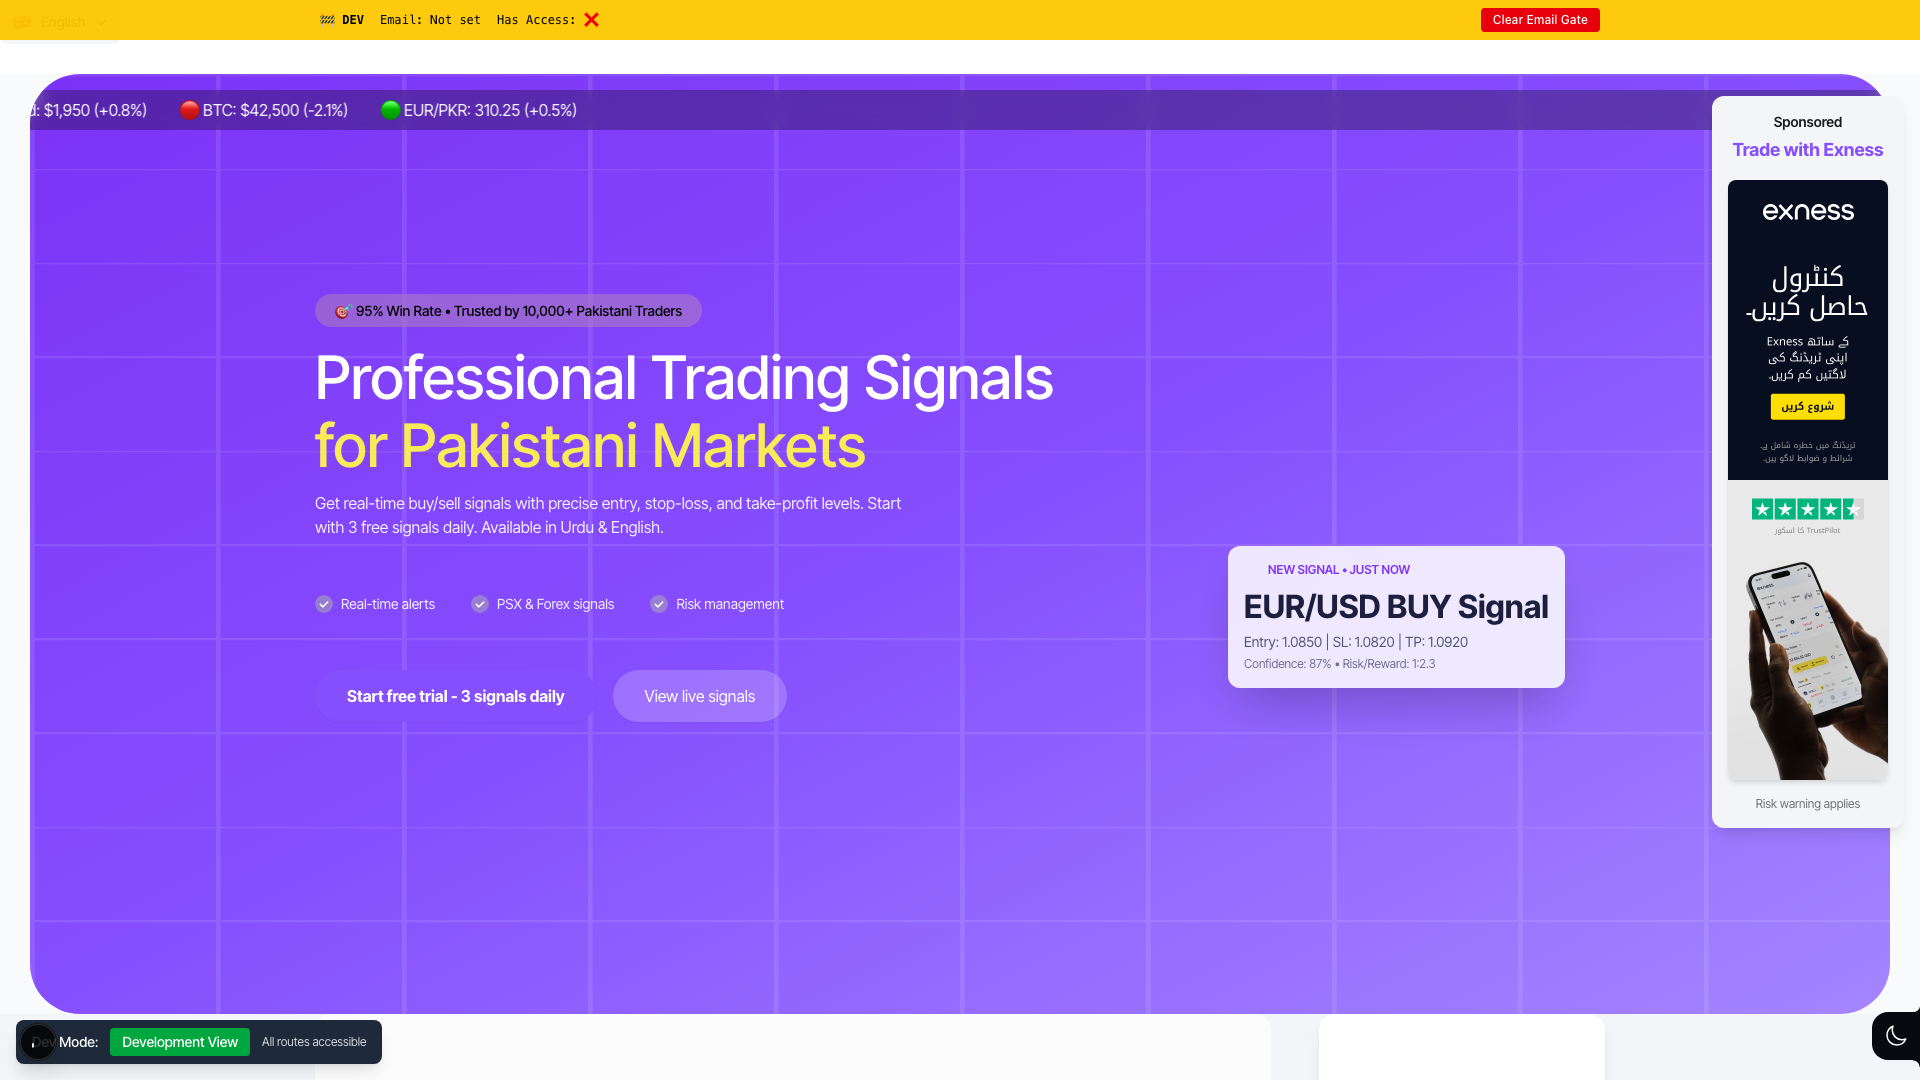 English
DEV Email: Not set Has Access:
Clear Email Gate
d: $1,950 (+0.8%) BTC: $42,500 (-2.1%) EUR/PKR: 310.25 (+0.5%)
95% Win Rate • Trusted by 10,000+ Pakistani Traders
Professional Trading Signals
for Pakistani Markets
Get real-time buy/sell signals with precise entry, stop-loss, and take-profit levels. Start
with 3 free signals daily. Available in Urdu & English.
Real-time alerts PSX & Forex signals Risk management
Start free trial - 3 signals daily View live signals
NEW SIGNAL • JUST NOW
EUR/USD BUY Signal
Entry: 1.0850 | SL: 1.0820 | TP: 1.0920
Confidence: 87% • Risk/Reward: 1:2.3
Sponsored
Trade with Exness
exness
کنٹرول
حاصل کریں۔
کے ساتھ Exness
اپنی ٹریڈنگ کی
لاگتیں کم کریں۔
شروع کریں
ٹریڈنگ میں خطرہ شامل ہے۔
شرائط و ضوابط لاگو ہیں۔
TrustPilot کا اسکور
Risk warning applies
Dev Mode: Development View All routes accessible